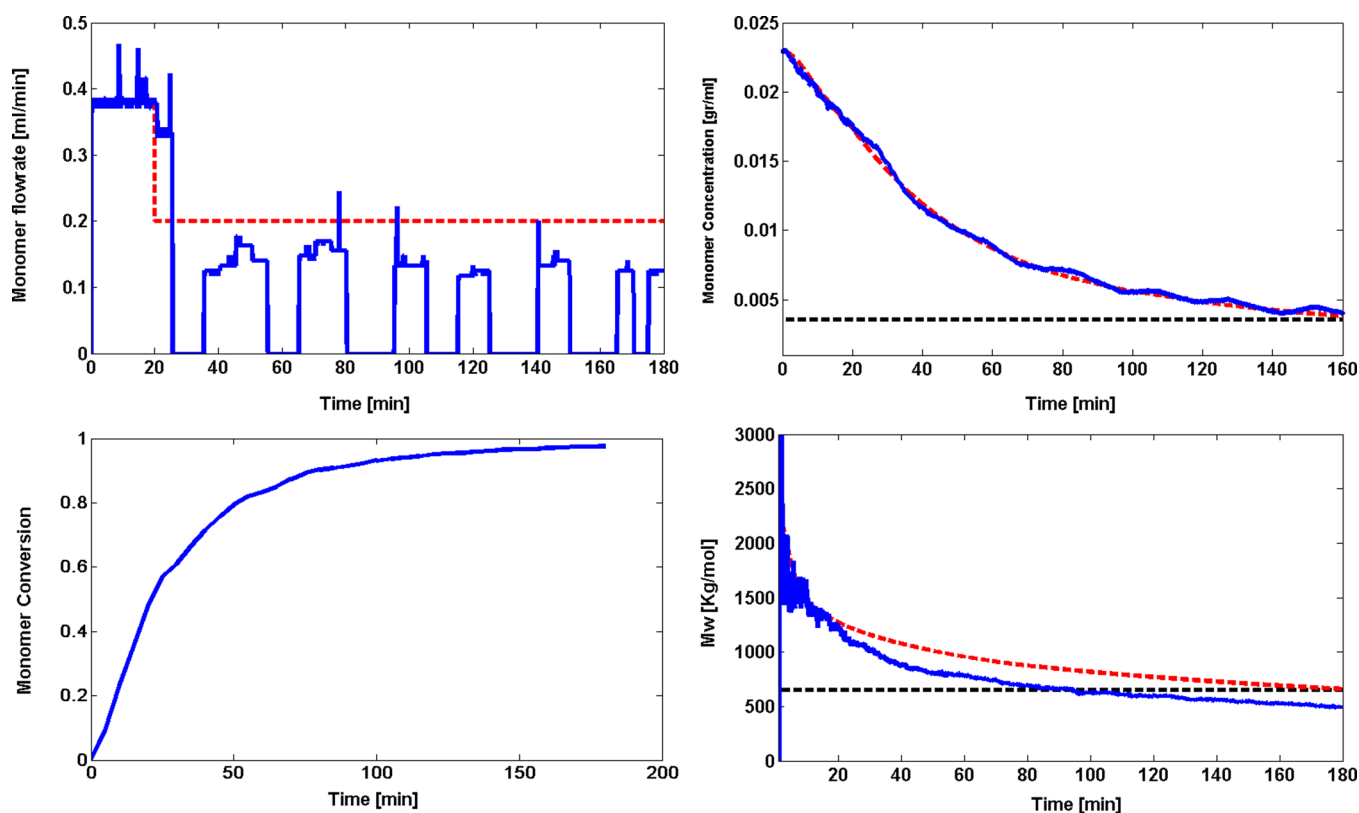 Monomer flowrate [ml/min]
0.5
0.4
0.3
0.2
0.1
0
0 20 40 60 80 100 120 140 160 180
Time [min]
Monomer Concentration [gr/ml]
0.025
0.02
0.015
0.01
0.005
0 20 40 60 80 100 120 140 160
Time [min]
Monomer Conversion
1
0.8
0.6
0.4
0.2
0
0 50 100 150 200
Time [min]
Mw [Kg/mol]
3000
2500
2000
1500
1000
500
0
20 40 60 80 100 120 140 160 180
Time [min]